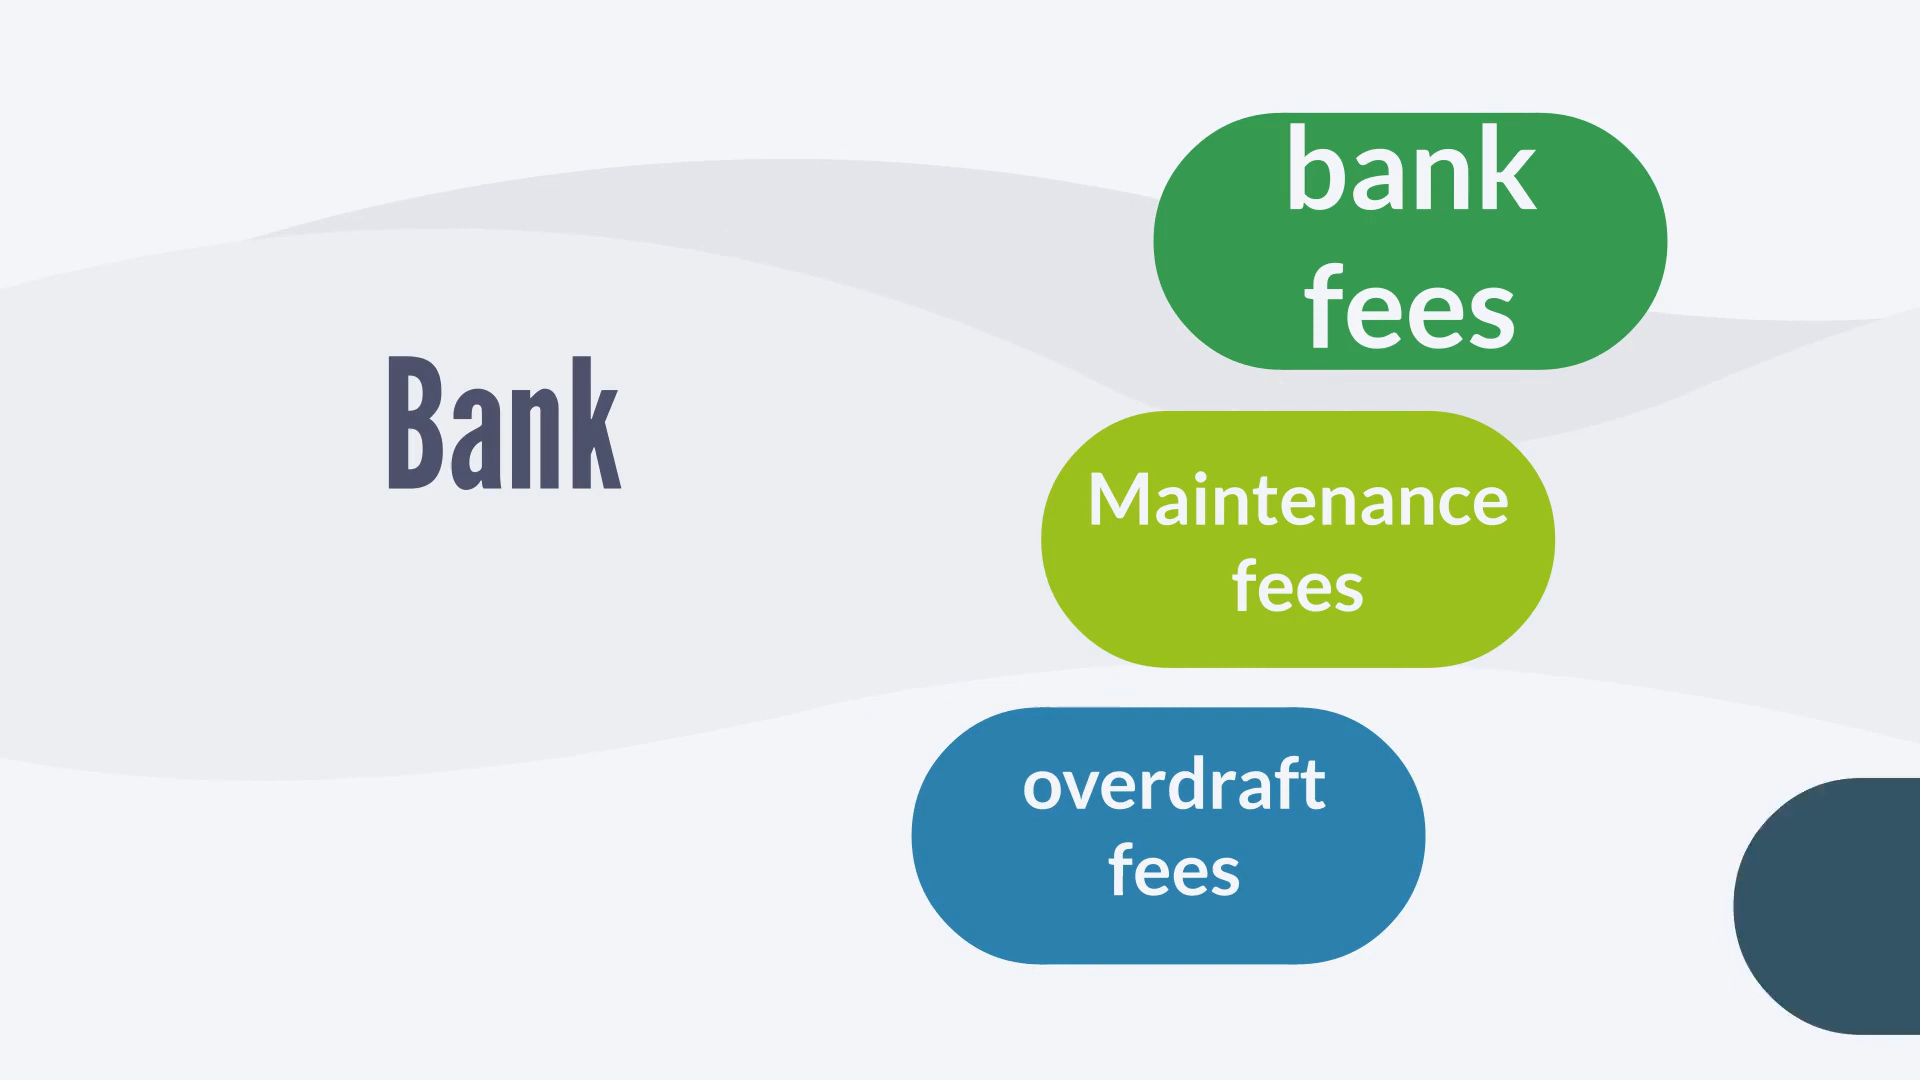 Bank
bank
fees
Maintenance
fees
overdraft
fees